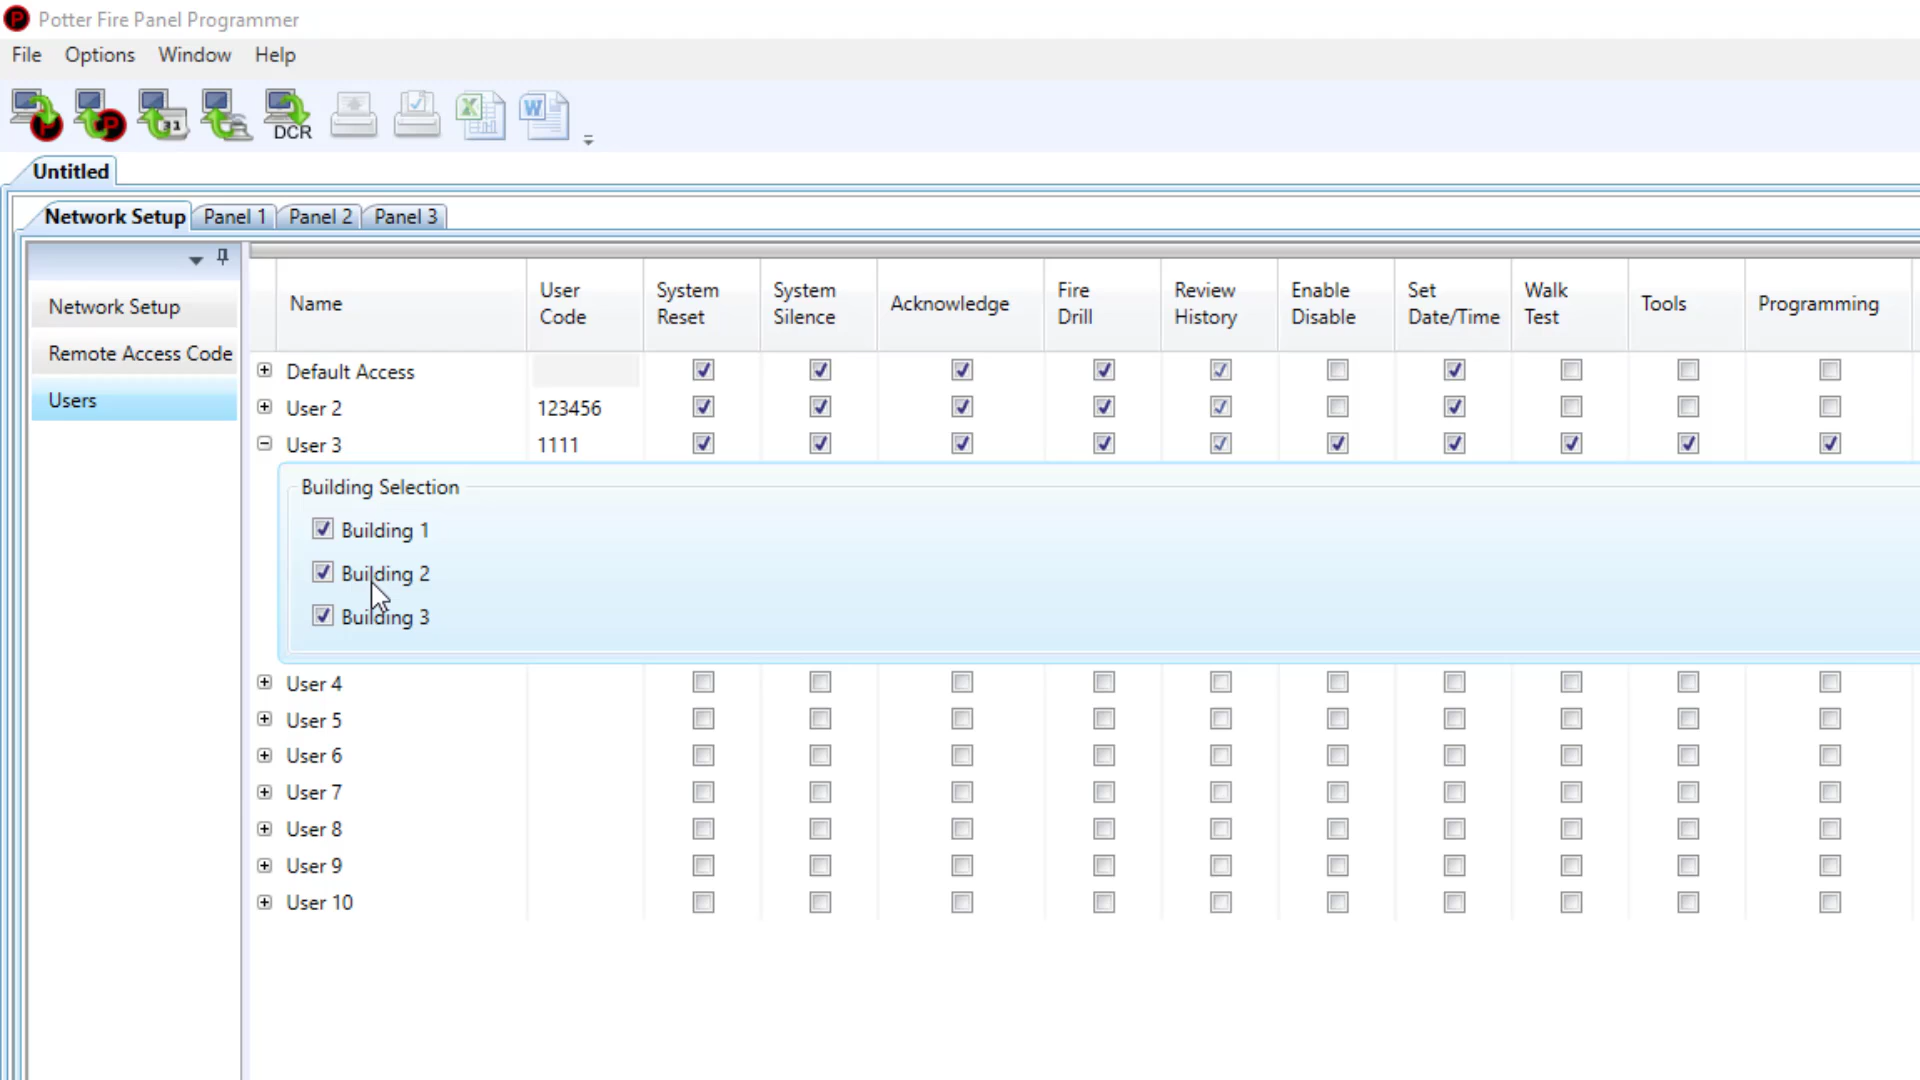 Potter Fire Panel Programmer
File Options Window Help
DCR
Untitled
Network Setup Panel 1 Panel 2 Panel 3
Network Setup
Remote Access Code
Users
Name User Code System Reset System Silence Acknowledge Fire Drill Review History Enable Disable Set Date/Time Walk Test Tools Programming
Default Access
User 2 123456
User 3 1111
Building Selection
Building 1
Building 2
Building 3
User 4
User 5
User 6
User 7
User 8
User 9
User 10